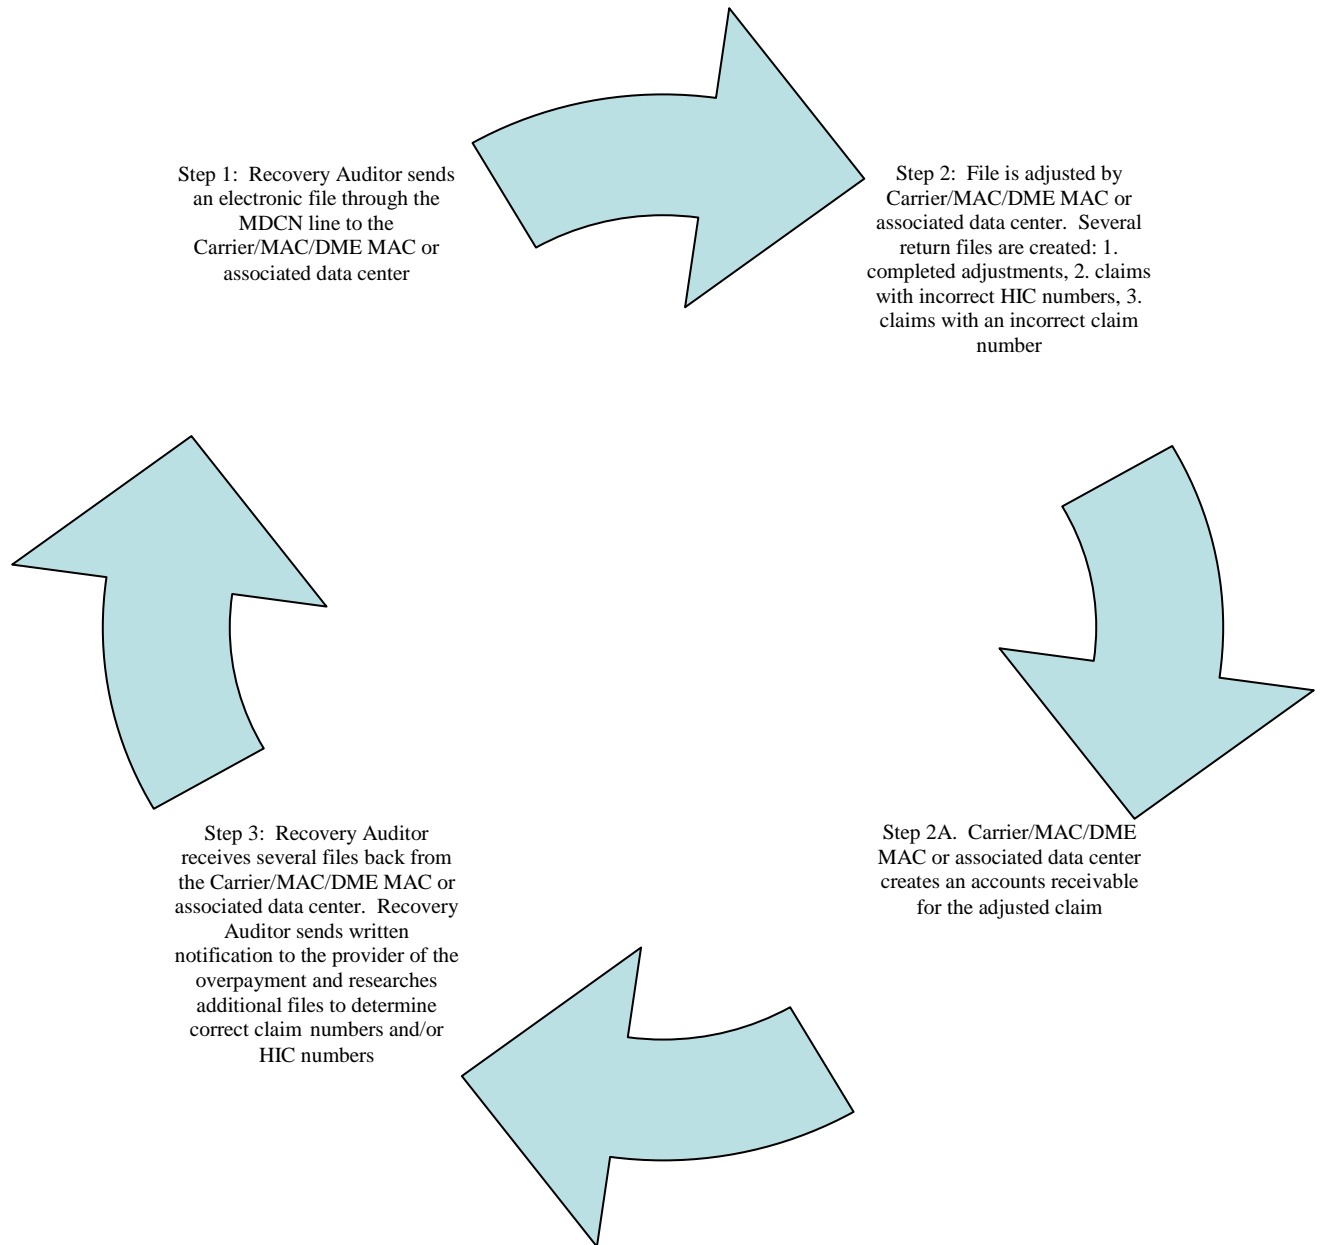 Step 1:  Recovery Auditor sends
an electronic file through the
MDCN line to the
Carrier/MAC/DME MAC or
associated data center
Step 2:  File is adjusted by
Carrier/MAC/DME MAC or
associated data center.  Several
return files are created: 1.
completed adjustments, 2. claims
with incorrect HIC numbers, 3.
claims with an incorrect claim
number
Step 2A.  Carrier/MAC/DME
MAC or associated data center
creates an accounts receivable
for the adjusted claim
Step 3:  Recovery Auditor
receives several files back from
the Carrier/MAC/DME MAC or
associated data center.  Recovery
Auditor sends written
notification to the provider of the
overpayment and researches
additional files to determine
correct claim numbers and/or
HIC numbers